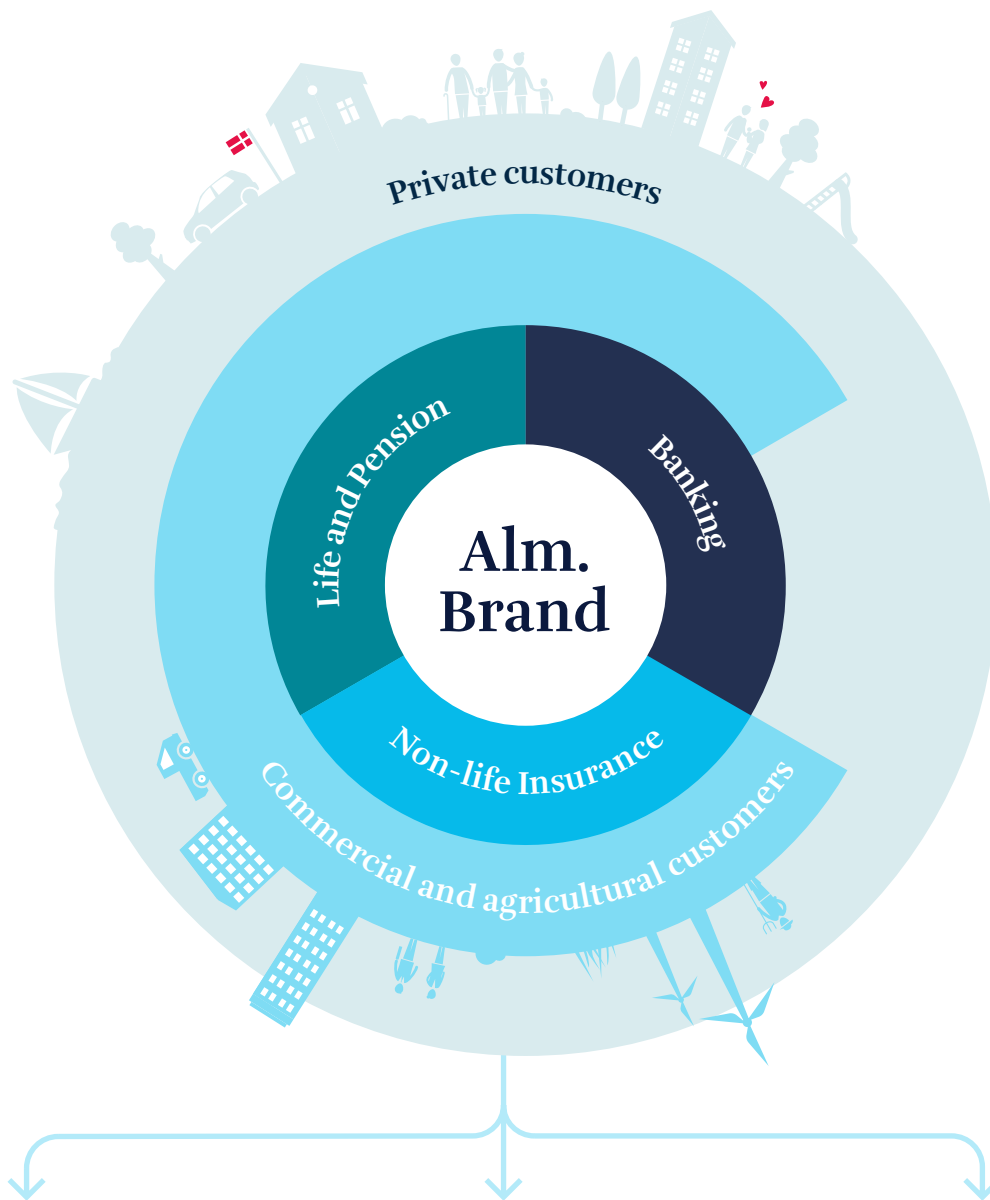 Private customers
Life and Pension
Banking
Alm.
Brand
Non-life Insurance
Commercial and agricultural customers